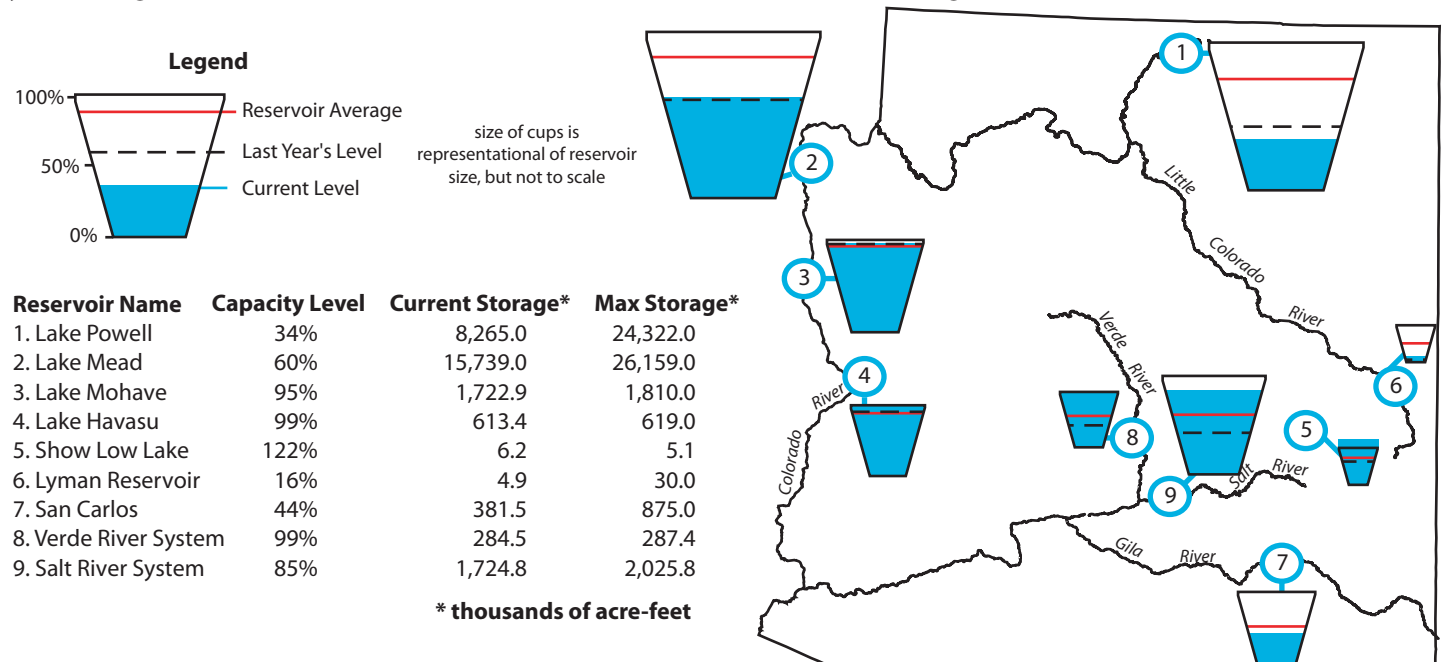 Legend
100%
50%
0%
Reservoir Average
Last Year's Level
Current Level
size of cups is
representational of reservoir
size, but not to scale
Reservoir Name Capacity Level Current Storage* Max Storage*
1. Lake Powell 34% 8,265.0 24,322.0
2. Lake Mead 60% 15,739.0 26,159.0
3. Lake Mohave 95% 1,722.9 1,810.0
4. Lake Havasu 99% 613.4 619.0
5. Show Low Lake 122% 6.2 5.1
6. Lyman Reservoir 16% 4.9 30.0
7. San Carlos 44% 381.5 875.0
8. Verde River System 99% 284.5 287.4
9. Salt River System 85% 1,724.8 2,025.8
* thousands of acre-feet
1
2
3
4
5
6
7
8
9
Little
Colorado
River
Verde
River
Colorado
River
Salt
River
Gila
River